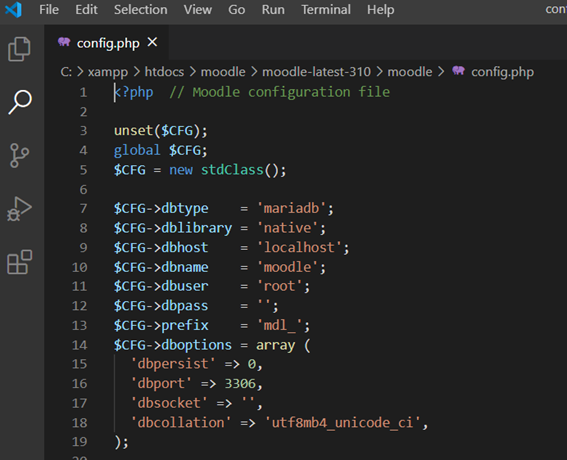 File Edit Selection View Go Run Terminal Help
config.php
C: > xampp > htdocs > moodle > moodle-latest-310 > moodle > config.php
1 <?php  // Moodle configuration file
2
3 unset($CFG);
4 global $CFG;
5 $CFG = new stdClass();
6
7 $CFG->dbtype    = 'mariadb';
8 $CFG->dblibrary = 'native';
9 $CFG->dbhost    = 'localhost';
10 $CFG->dbname    = 'moodle';
11 $CFG->dbuser    = 'root';
12 $CFG->dbpass    = '';
13 $CFG->prefix    = 'mdl_';
14 $CFG->dboptions = array (
15   'dbpersist' => 0,
16   'dbport' => 3306,
17   'dbsocket' => '',
18   'dbcollation' => 'utf8mb4_unicode_ci',
19 );